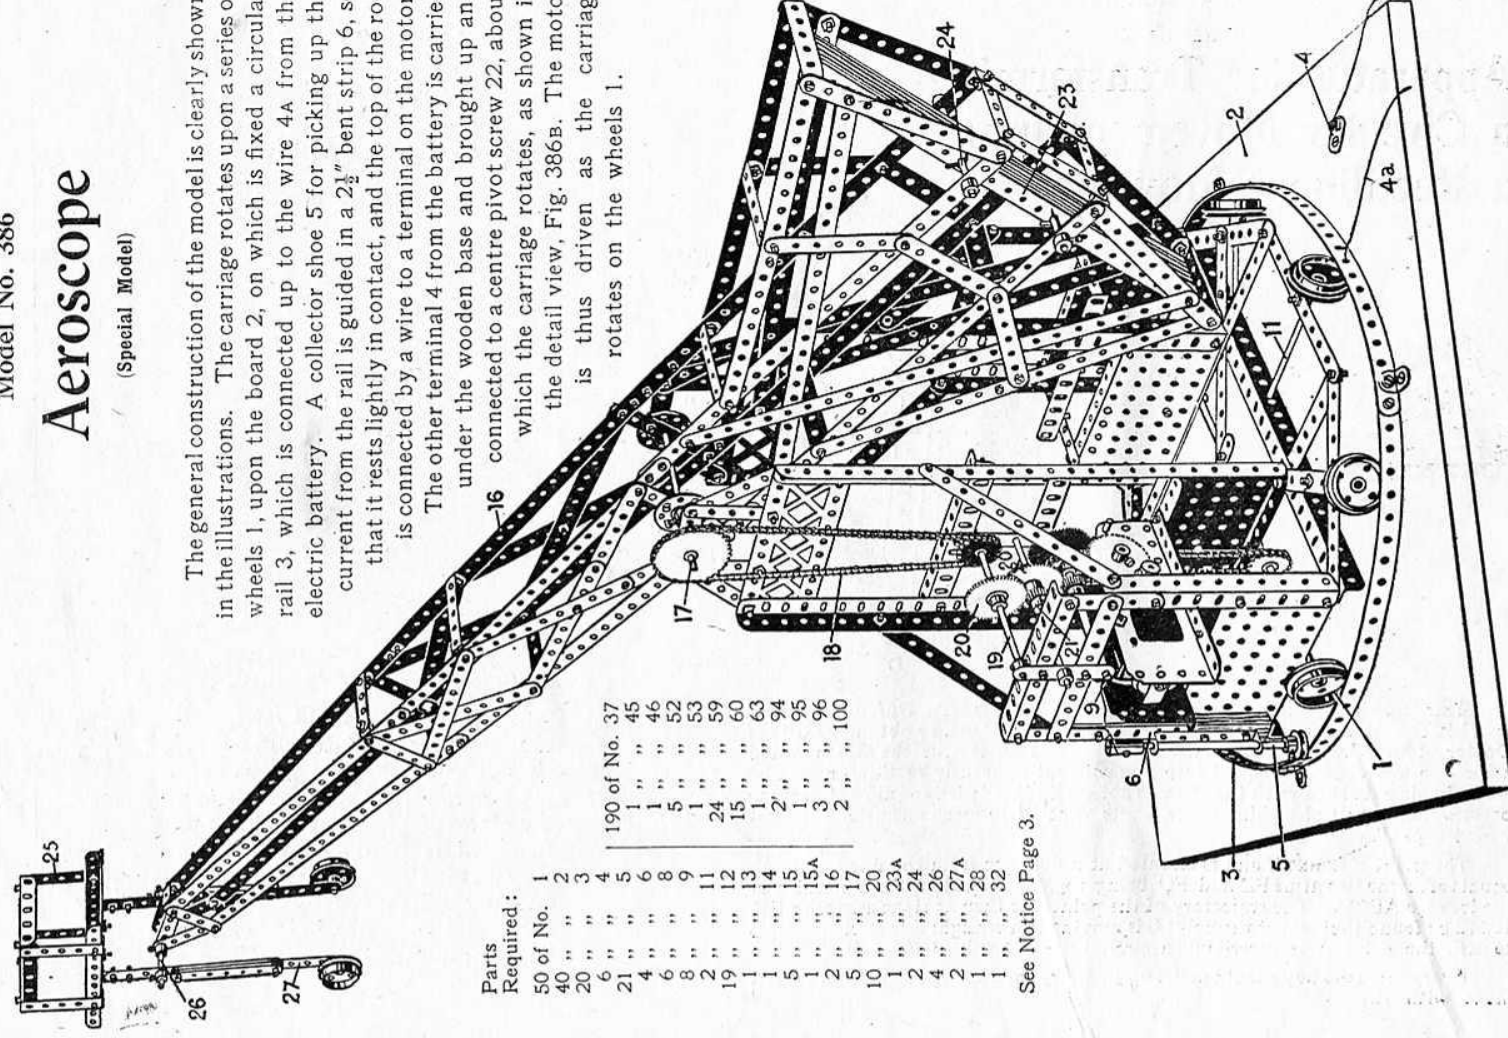 Model No. 386
Aeroscope
(Special Model)
The general construction of the model is clearly shown
in the illustrations. The carriage rotates upon a series o
wheels 1, upon the board 2, on which is fixed a circula
rail 3, which is connected up to the wire 4A from th
electric battery. A collector shoe 5 for picking up th
current from the rail is guided in a 2½" bent strip 6, s
that it rests lightly in contact, and the top of the ro
is connected by a wire to a terminal on the motor
The other terminal 4 from the battery is carrie
under the wooden base and brought up an
connected to a centre pivot screw 22, abou
which the carriage rotates, as shown i
the detail view, Fig. 386B. The moto
is thus driven as the carriag
rotates on the wheels 1.
Parts
Required :
50 of No. 1
40 ,, ,, 2
20 ,, ,, 3
6 ,, ,, 4
21 ,, ,, 5
4 ,, ,, 6
6 ,, ,, 8
8 ,, ,, 9
2 ,, ,, 11
19 ,, ,, 12
1 ,, ,, 13
1 ,, ,, 14
5 ,, ,, 15
1 ,, ,, 15A
2 ,, ,, 16
5 ,, ,, 17
10 ,, ,, 20
1 ,, ,, 23A
2 ,, ,, 24
4 ,, ,, 26
2 ,, ,, 27A
1 ,, ,, 28
1 ,, ,, 32
190 of No. 37
1 ,, ,, 45
1 ,, ,, 46
5 ,, ,, 52
1 ,, ,, 53
24 ,, ,, 59
15 ,, ,, 60
1 ,, ,, 63
2 ,, ,, 94
1 ,, ,, 95
3 ,, ,, 96
2 ,, ,, 100
See Notice Page 3.
25
26
27
16
17
18
20
19
21
9
6
3
5
1
24
23
2
4
4a
11